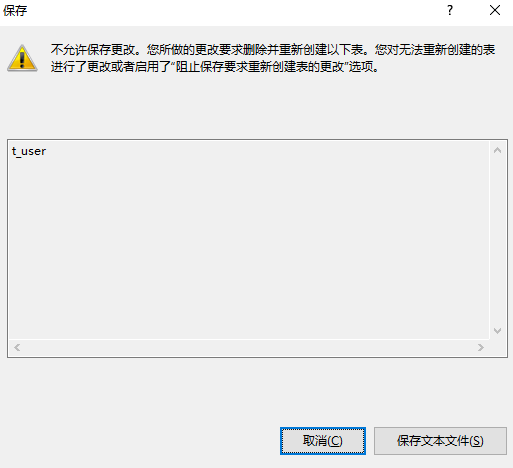 保存
?
不允许保存更改。您所做的更改要求删除并重新创建以下表。您对无法重新创建的表
进行了更改或者启用了“阻止保存要求重新创建表的更改”选项。
t_user
取消(C)
保存文本文件(S)